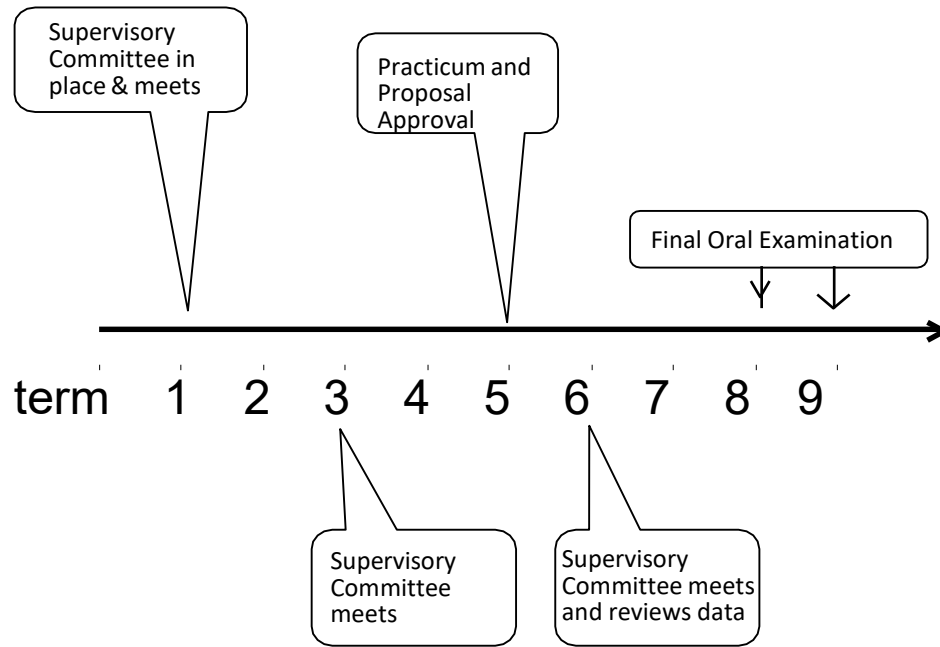 Supervisory
Committee in
place & meets
Practicum and
Proposal
Approval
Final Oral Examination
term 1 2 3 4 5 6 7 8 9
Supervisory
Committee
meets
Supervisory
Committee meets
and reviews data